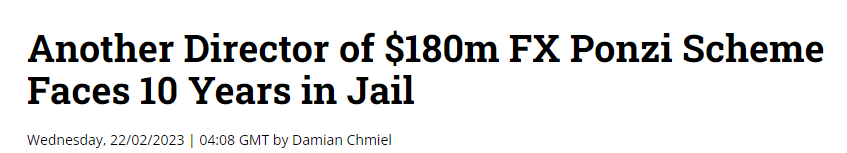 Another Director of $180m FX Ponzi Scheme
Faces 10 Years in Jail
Wednesday, 22/02/2023 | 04:08 GMT by Damian Chmiel